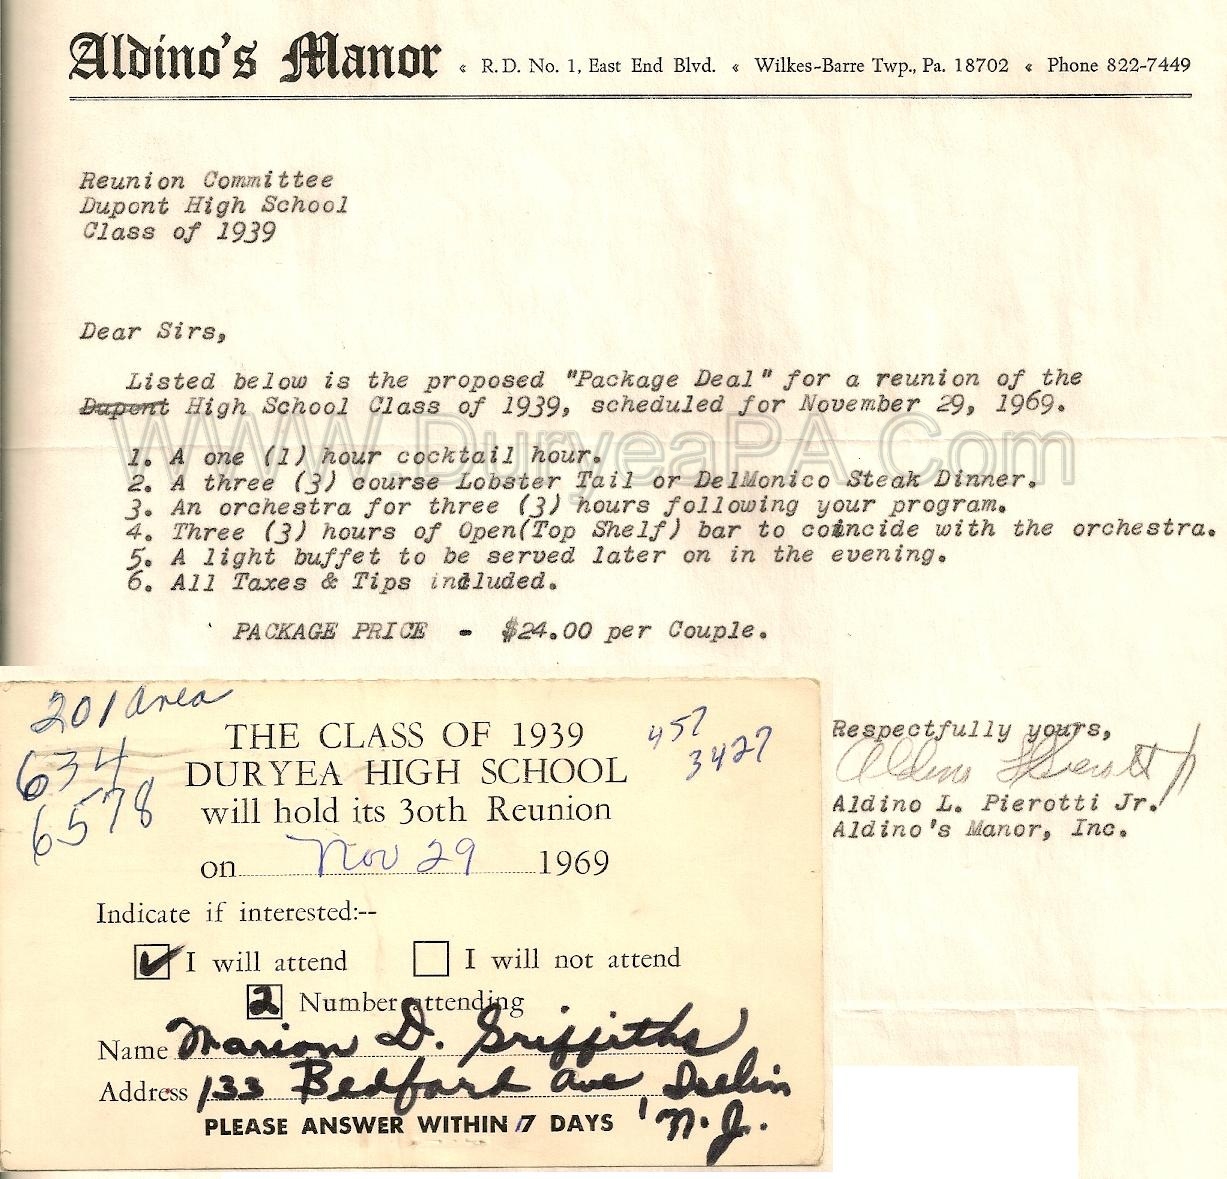 Aldino's Manor « R.D. No. 1, East End Blvd. « Wilkes-Barre Twp., Pa. 18702 « Phone 822-7449
Reunion Committee
Dupont High School
Class of 1939
Dear Sirs,
Listed below is the proposed "Package Deal" for a reunion of the
Dupont High School Class of 1939, scheduled for November 29, 1969.
WWW.DuryeaPA.Com
1. A one (1) hour cocktail hour.
2. A three (3) course Lobster Tail or DelMonico Steak Dinner.
3. An orchestra for three (3) hours following your program.
4. Three (3) hours of Open(Top Shelf) bar to coincide with the orchestra.
5. A light buffet to be served later on in the evening.
6. All Taxes & Tips included.
PACKAGE PRICE - $24.00 per Couple.
Respectfully yours,
Aldino L. Pierotti Jr.
Aldino L. Pierotti Jr.
Aldino's Manor, Inc.
201 area
634
6578
457
3427
THE CLASS OF 1939
DURYEA HIGH SCHOOL
will hold its 30th Reunion
on Nov 29 1969
Indicate if interested:--
I will attend I will not attend
2 Number attending
Name Marion D. Griffiths
Address 133 Bedford Ave Iselin
N.J.
PLEASE ANSWER WITHIN 17 DAYS